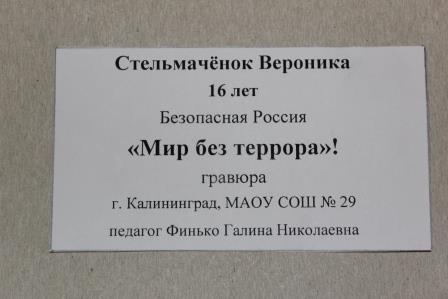 Стельмачёнок Вероника
16 лет
Безопасная Россия
«Мир без террора»!
гравюра
г. Калининград, МАОУ СОШ № 29
педагог Финько Галина Николаевна